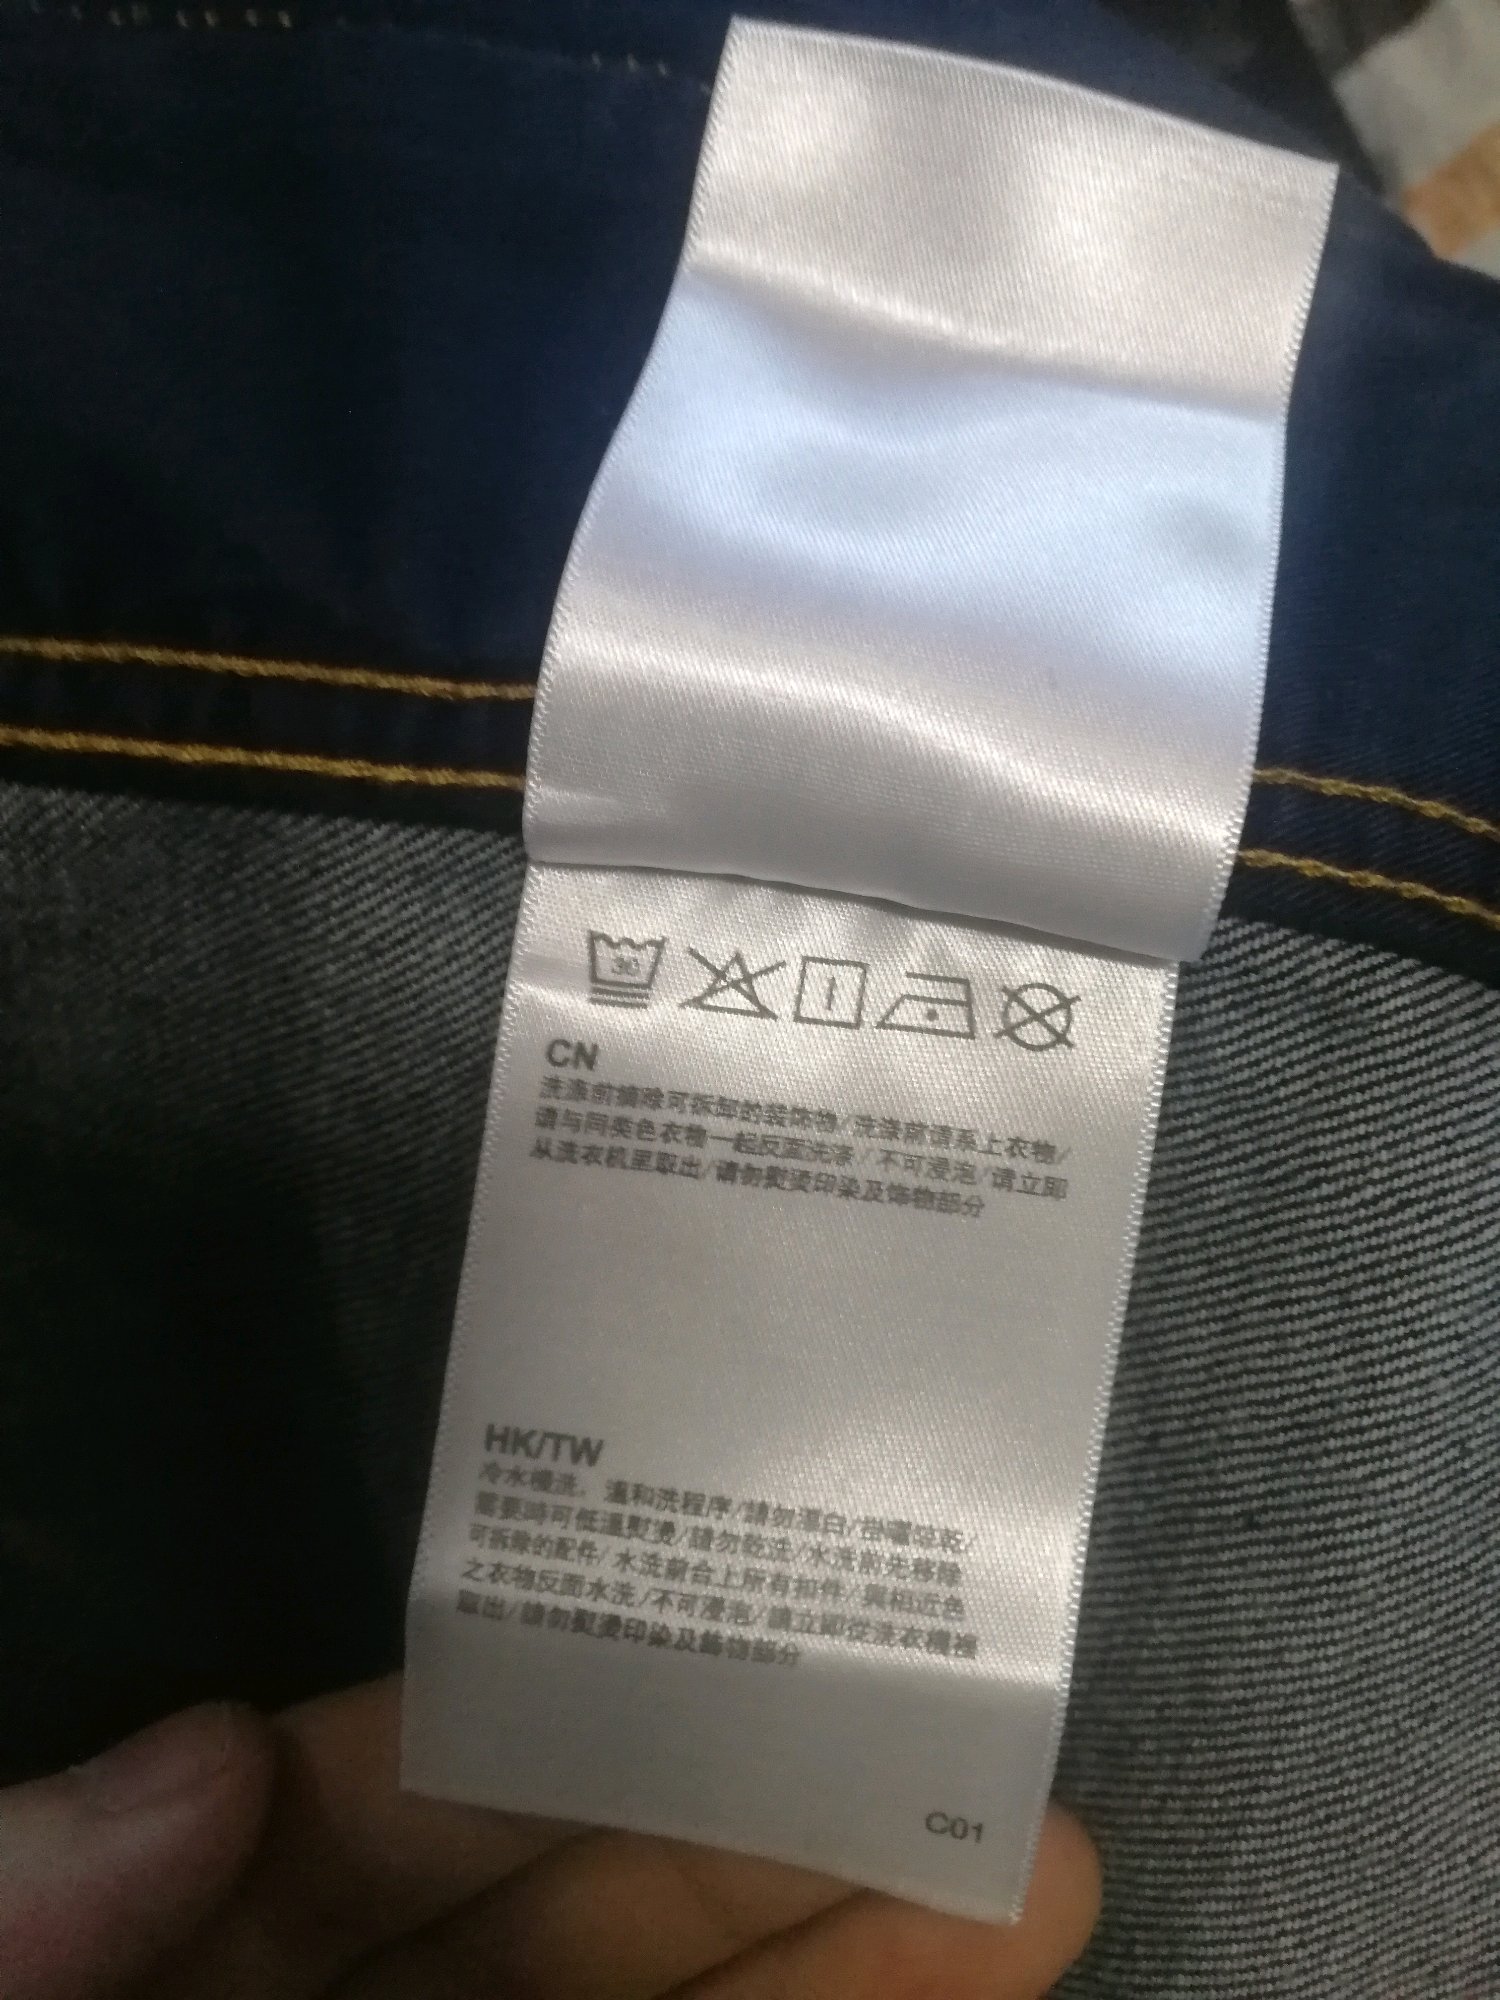 30
CN
洗涤前摘除可拆卸的装饰物/洗涤前请系上衣物/
请与同类色衣物一起反面洗涤/不可浸泡/请立即
从洗衣机里取出/请勿熨烫印染及饰物部分
HK/TW
冷水機洗，溫和洗程序/請勿漂白/掛曬晾乾/
需要時可低溫熨燙/請勿乾洗/水洗前先移除
可拆除的配件/水洗前合上所有扣件/與相近色
之衣物反面水洗/不可浸泡/請立即從洗衣機裡
取出/請勿熨燙印染及飾物部分
C01